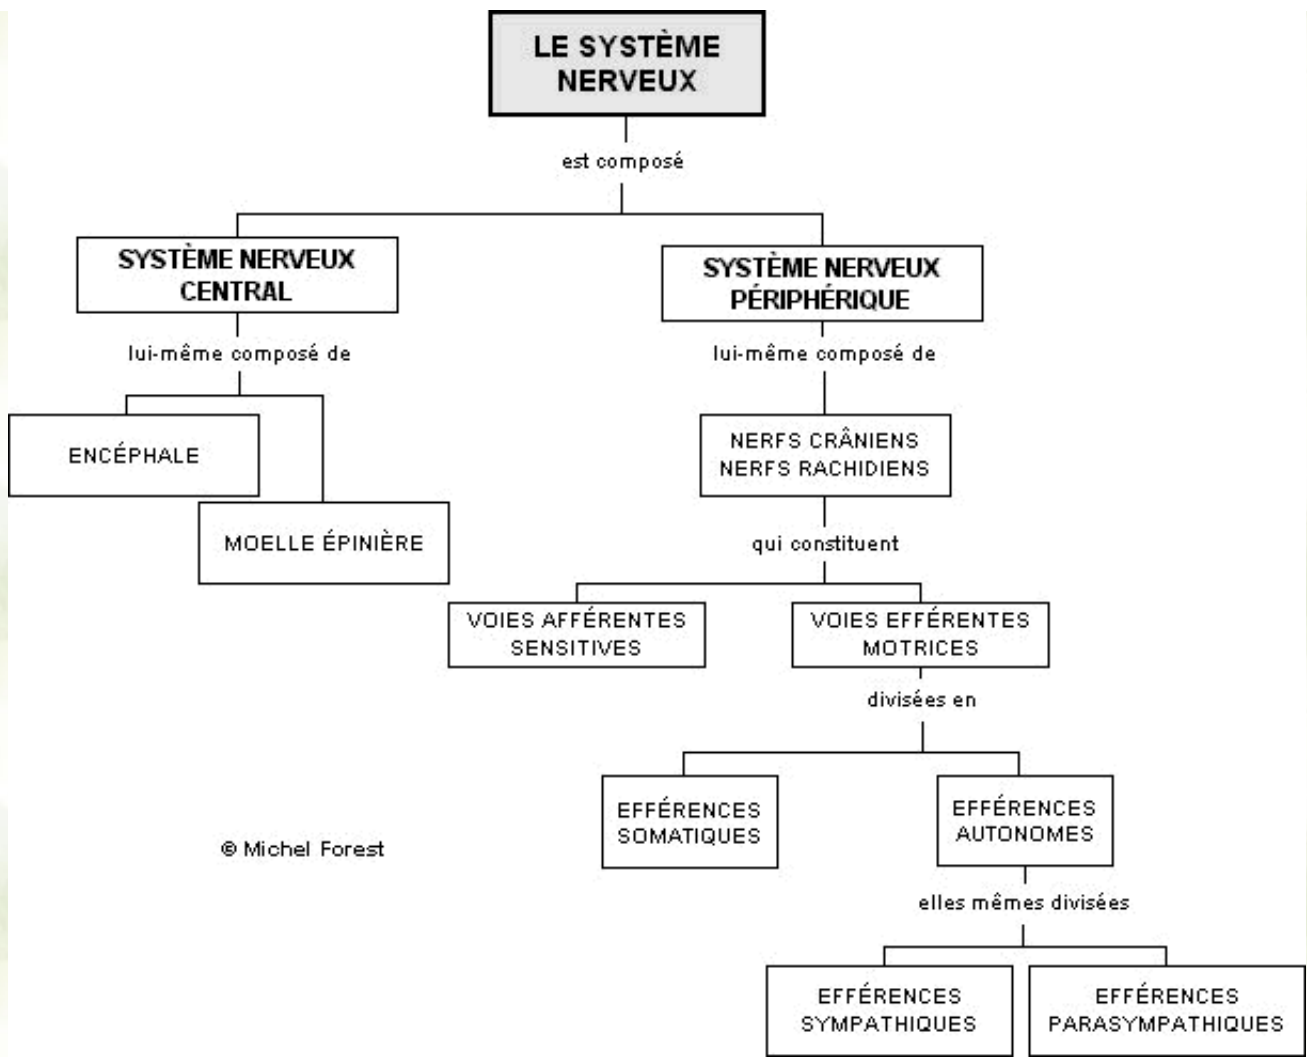 LE SYSTÈME
NERVEUX
est composé
SYSTÈME NERVEUX
CENTRAL
SYSTÈME NERVEUX
PÉRIPHÉRIQUE
lui-même composé de
lui-même composé de
ENCÉPHALE
MOELLE ÉPINIÈRE
NERFS CRÂNIENS
NERFS RACHIDIENS
qui constituent
VOIES AFFÉRENTES
SENSITIVES
VOIES EFFÉRENTES
MOTRICES
divisées en
EFFÉRENCES
SOMATIQUES
EFFÉRENCES
AUTONOMES
© Michel Forest
elles mêmes divisées
EFFÉRENCES
SYMPATHIQUES
EFFÉRENCES
PARASYMPATHIQUES